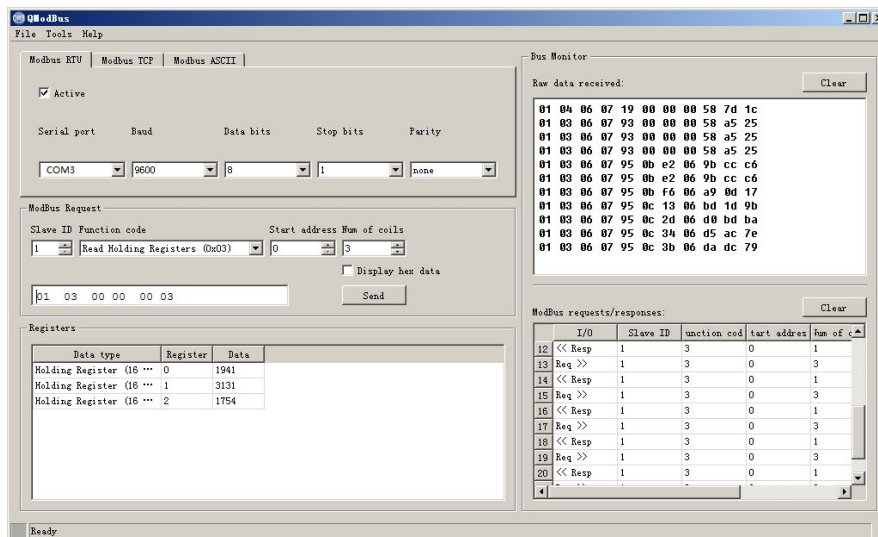 QModBus
File Tools Help
Modbus RTU Modbus TCP Modbus ASCII
Active
Serial port Baud Data bits Stop bits Parity
COM3 9600 8 1 none
ModBus Request
Slave ID Function code Start address Num of coils
1 Read Holding Registers (0x03) 0 3
Display hex data
01 03 00 00 00 03 Send
Registers
Data type Register Data
Holding Register (16 ... 0 1941
Holding Register (16 ... 1 3131
Holding Register (16 ... 2 1754
Bus Monitor
Raw data received: Clear
01 04 06 07 19 00 00 00 58 7d 1c
01 03 06 07 93 00 00 00 58 a5 25
01 03 06 07 93 00 00 00 58 a5 25
01 03 06 07 93 00 00 00 58 a5 25
01 03 06 07 95 0b e2 06 9b cc c6
01 03 06 07 95 0b e2 06 9b cc c6
01 03 06 07 95 0b f6 06 a9 0d 17
01 03 06 07 95 0c 13 06 bd 1d 9b
01 03 06 07 95 0c 2d 06 d0 bd ba
01 03 06 07 95 0c 34 06 d5 ac 7e
01 03 06 07 95 0c 3b 06 da dc 79
ModBus requests/responses: Clear
I/O Slave ID unction cod tart addres Num of c
12 << Resp 1 3 0 1
13 Req >> 1 3 0 3
14 << Resp 1 3 0 1
15 Req >> 1 3 0 3
16 << Resp 1 3 0 1
17 Req >> 1 3 0 3
18 << Resp 1 3 0 1
19 Req >> 1 3 0 3
20 << Resp 1 3 0 1
Ready